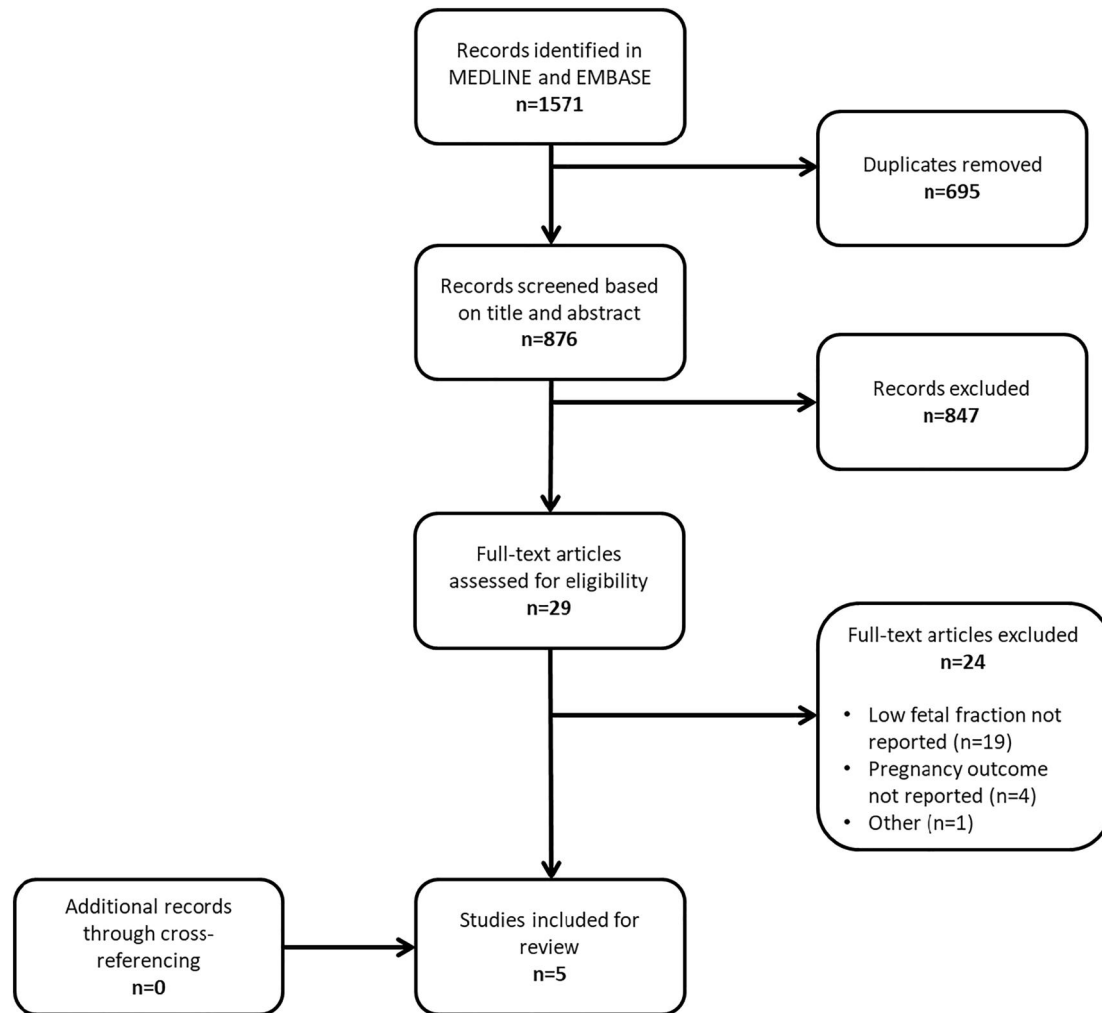 Records identified in
MEDLINE and EMBASE
n=1571
Duplicates removed
n=695
Records screened based
on title and abstract
n=876
Records excluded
n=847
Full-text articles
assessed for eligibility
n=29
Full-text articles excluded
n=24
• Low fetal fraction not
reported (n=19)
• Pregnancy outcome
not reported (n=4)
• Other (n=1)
Additional records
through cross-
referencing
n=0
Studies included for
review
n=5